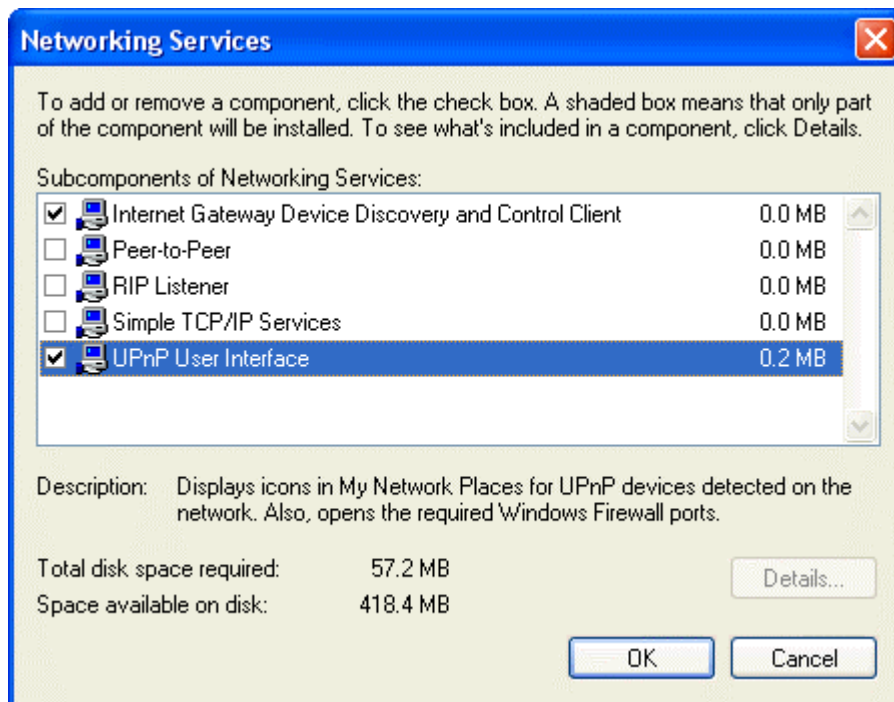 Networking Services
To add or remove a component, click the check box. A shaded box means that only part
of the component will be installed. To see what's included in a component, click Details.
Subcomponents of Networking Services:
Internet Gateway Device Discovery and Control Client 0.0 MB
Peer-to-Peer 0.0 MB
RIP Listener 0.0 MB
Simple TCP/IP Services 0.0 MB
UPnP User Interface 0.2 MB
Description: Displays icons in My Network Places for UPnP devices detected on the
network. Also, opens the required Windows Firewall ports.
Total disk space required: 57.2 MB
Space available on disk: 418.4 MB
Details...
OK Cancel